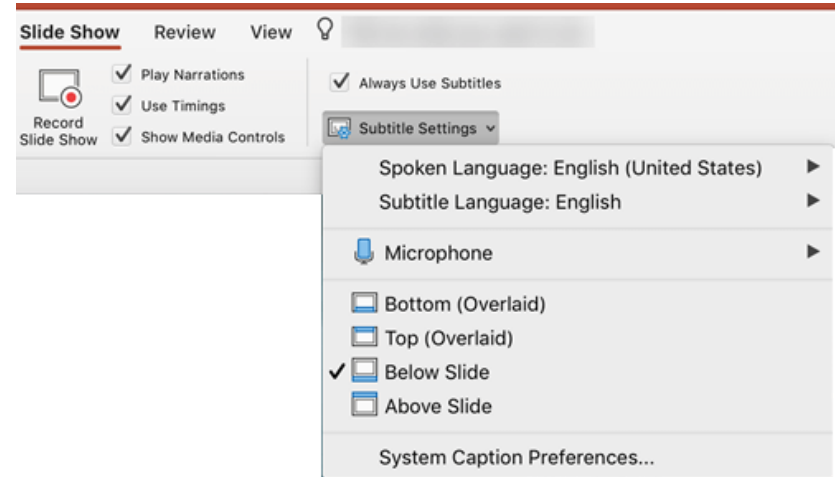 Slide Show Review View
Play Narrations
Use Timings
Show Media Controls
Record
Slide Show
Always Use Subtitles
Subtitle Settings
Spoken Language: English (United States)
Subtitle Language: English
Microphone
Bottom (Overlaid)
Top (Overlaid)
Below Slide
Above Slide
System Caption Preferences...